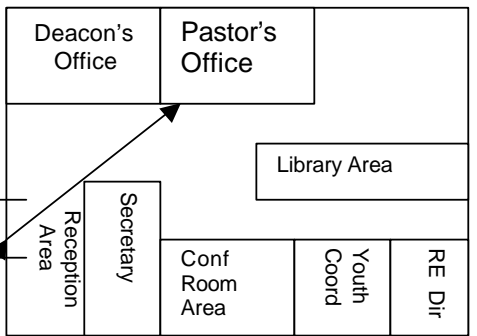 Deacon's
Office
Pastor's
Office
Library Area
Reception
Area
Secretary
Conf
Room
Area
Youth
Coord
RE Dir